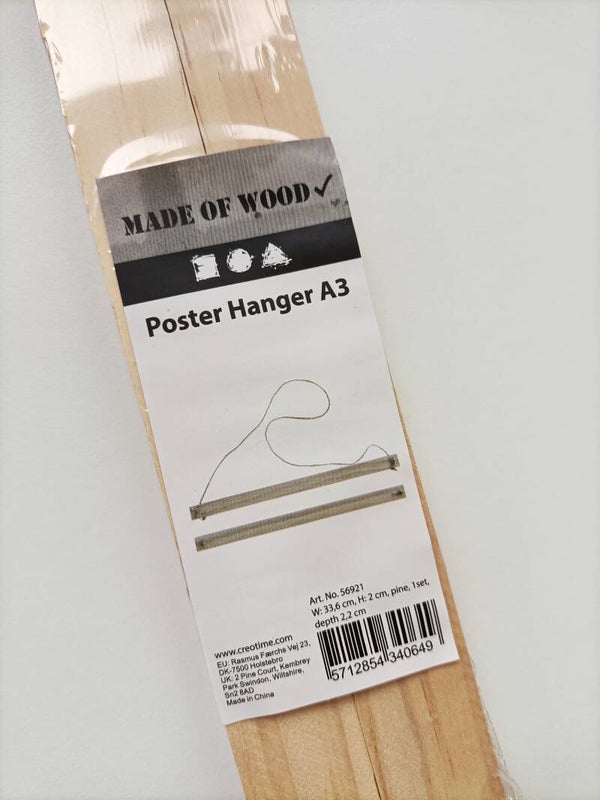 MADE OF WOOD✓
Poster Hanger A3
Art. No. 56921
W: 33,6 cm, H: 2 cm, pine, 1set,
depth 2,2 cm
www.creotime.com
EU: Rasmus Færchs Vej 23,
DK-7500 Holstebro
UK: 2 Pine Court, Kembrey
Park Swindon, Wiltshire,
Sn2 8AD
Made in China
5712854 340649